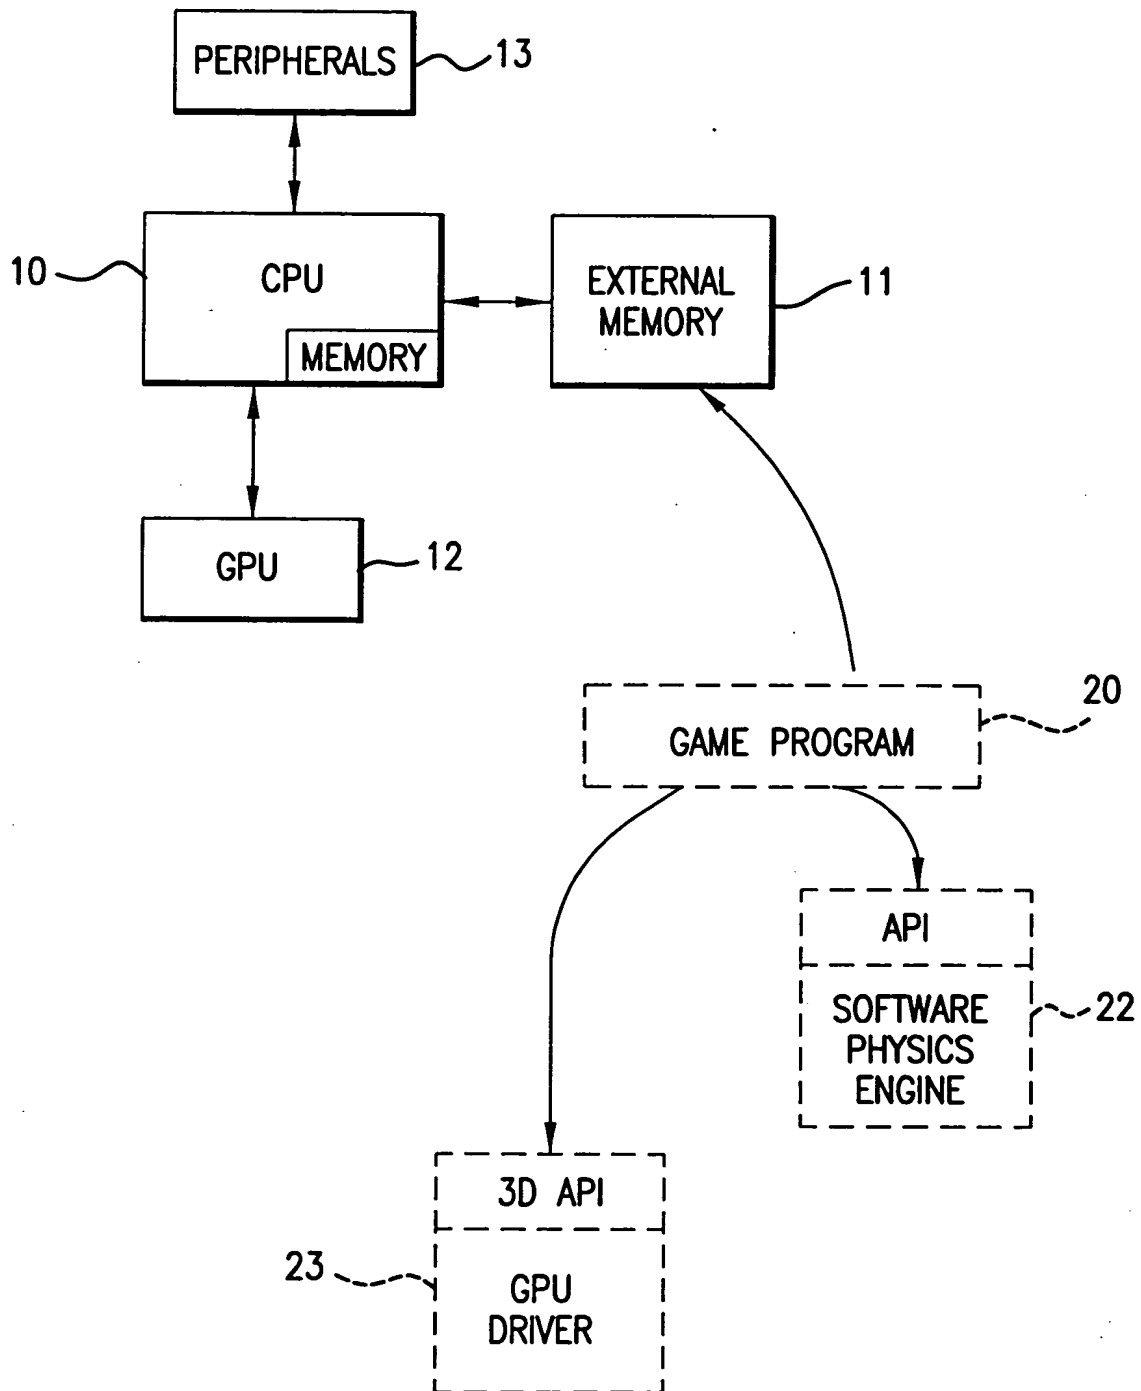 PERIPHERALS
13
10
CPU
MEMORY
EXTERNAL
MEMORY
11
GPU
12
GAME PROGRAM
20
API
SOFTWARE
PHYSICS
ENGINE
22
3D API
GPU
DRIVER
23